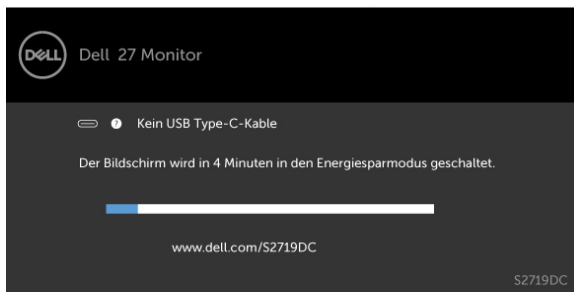 DELL
Dell 27 Monitor
? Kein USB Type-C-Kable
Der Bildschirm wird in 4 Minuten in den Energiesparmodus geschaltet.
www.dell.com/S2719DC
S2719DC